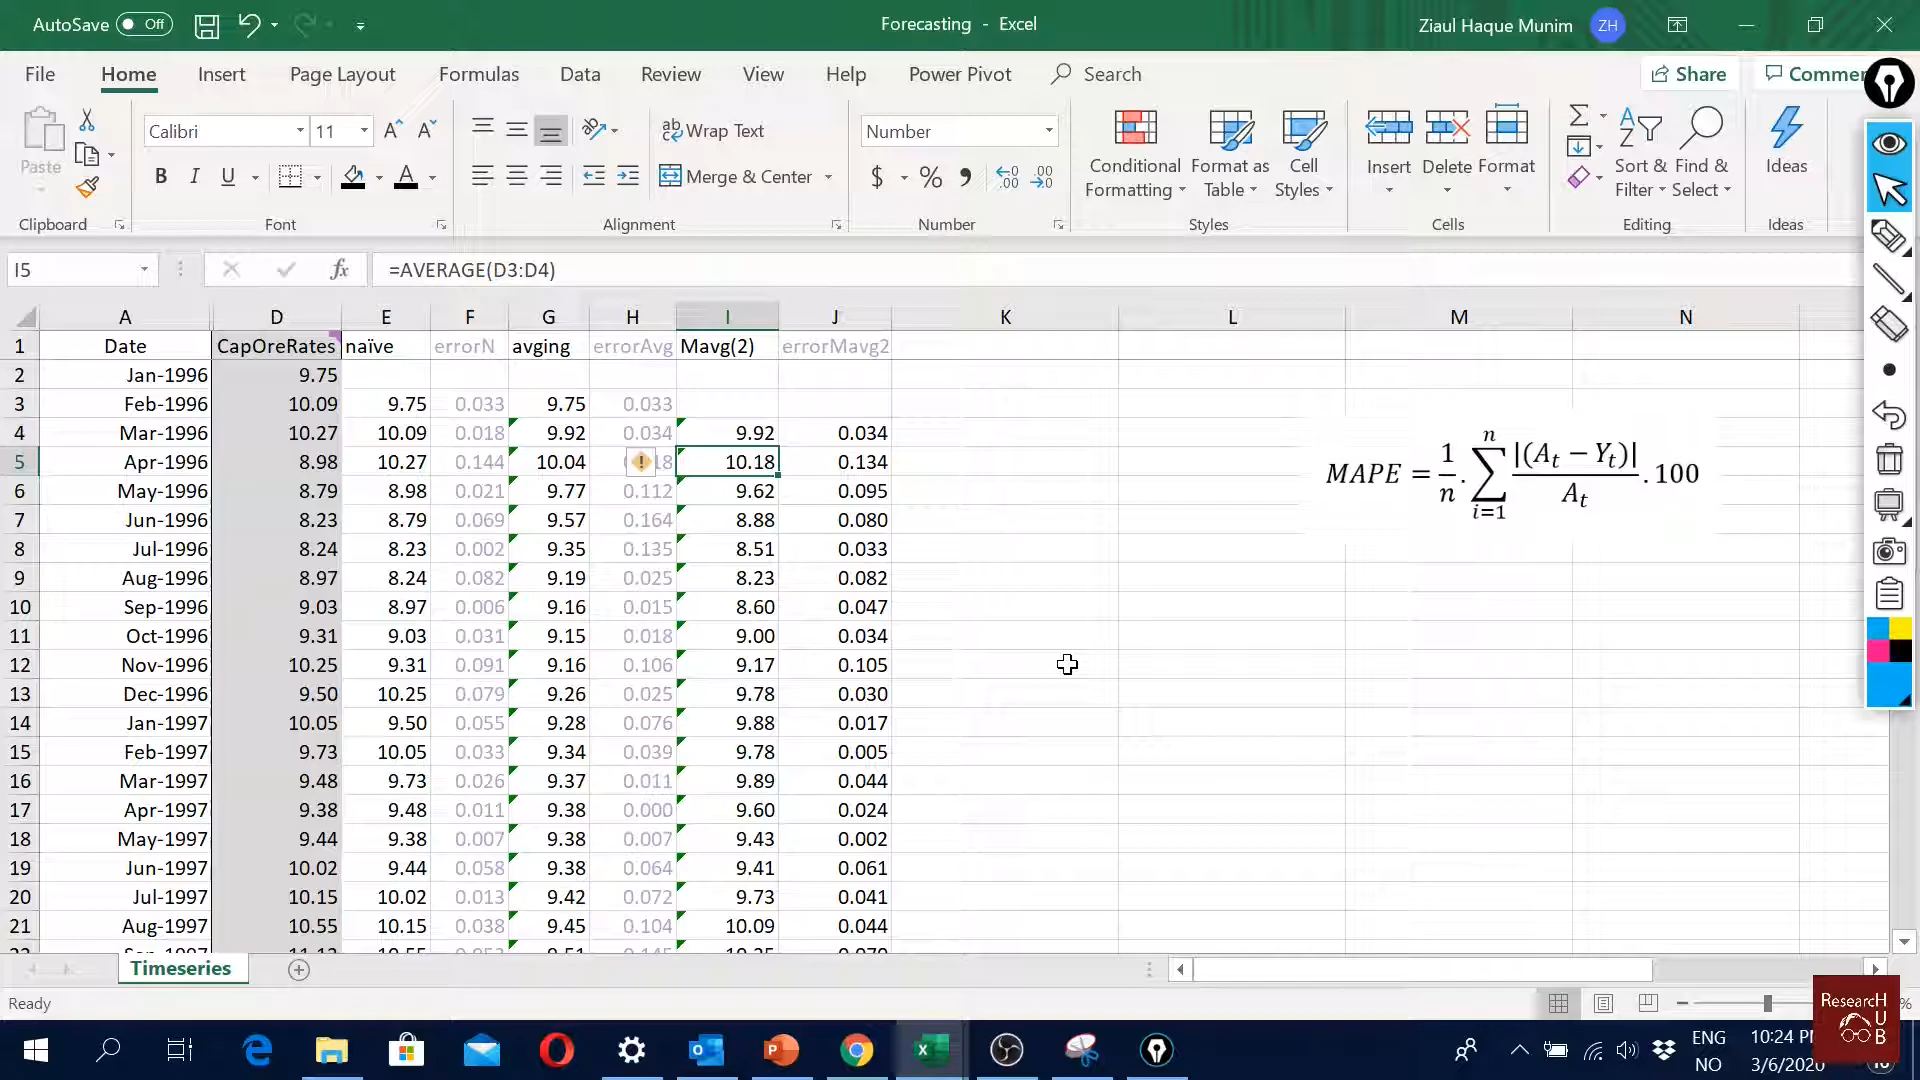 AutoSave Off Forecasting - Excel Ziaul Haque Munim ZH
File Home Insert Page Layout Formulas Data Review View Help Power Pivot Search Share
Calibri 11 Wrap Text Number
Paste Conditional Format as Cell Insert Delete Format Sort & Find & Ideas
B I U A Merge & Center $ % Formatting Table Styles Filter Select
Clipboard Font Alignment Number Styles Cells Editing Ideas
I5 fx =AVERAGE(D3:D4)
A D E F G H I J K L M N
1 Date CapOreRates naïve errorN avging errorAvg Mavg(2) errorMavg2
2 Jan-1996 9.75
3 Feb-1996 10.09 9.75 0.033 9.75 0.033
4 Mar-1996 10.27 10.09 0.018 9.92 0.034 9.92 0.034
5 Apr-1996 8.98 10.27 0.144 10.04 10.18 0.134
6 May-1996 8.79 8.98 0.021 9.77 0.112 9.62 0.095
7 Jun-1996 8.23 8.79 0.069 9.57 0.164 8.88 0.080
8 Jul-1996 8.24 8.23 0.002 9.35 0.135 8.51 0.033
9 Aug-1996 8.97 8.24 0.082 9.19 0.025 8.23 0.082
10 Sep-1996 9.03 8.97 0.006 9.16 0.015 8.60 0.047
11 Oct-1996 9.31 9.03 0.031 9.15 0.018 9.00 0.034
12 Nov-1996 10.25 9.31 0.091 9.16 0.106 9.17 0.105
13 Dec-1996 9.50 10.25 0.079 9.26 0.025 9.78 0.030
14 Jan-1997 10.05 9.50 0.055 9.28 0.076 9.88 0.017
15 Feb-1997 9.73 10.05 0.033 9.34 0.039 9.78 0.005
16 Mar-1997 9.48 9.73 0.026 9.37 0.011 9.89 0.044
17 Apr-1997 9.38 9.48 0.011 9.38 0.000 9.60 0.024
18 May-1997 9.44 9.38 0.007 9.38 0.007 9.43 0.002
19 Jun-1997 10.02 9.44 0.058 9.38 0.064 9.41 0.061
20 Jul-1997 10.15 10.02 0.013 9.42 0.072 9.73 0.041
21 Aug-1997 10.55 10.15 0.038 9.45 0.104 10.09 0.044
MAPE = 1/n . ∑ i=1 n |(At − Yt)| / At . 100
Timeseries
Ready
ResearcHUB
ENG 10:24
NO 3/6/2020